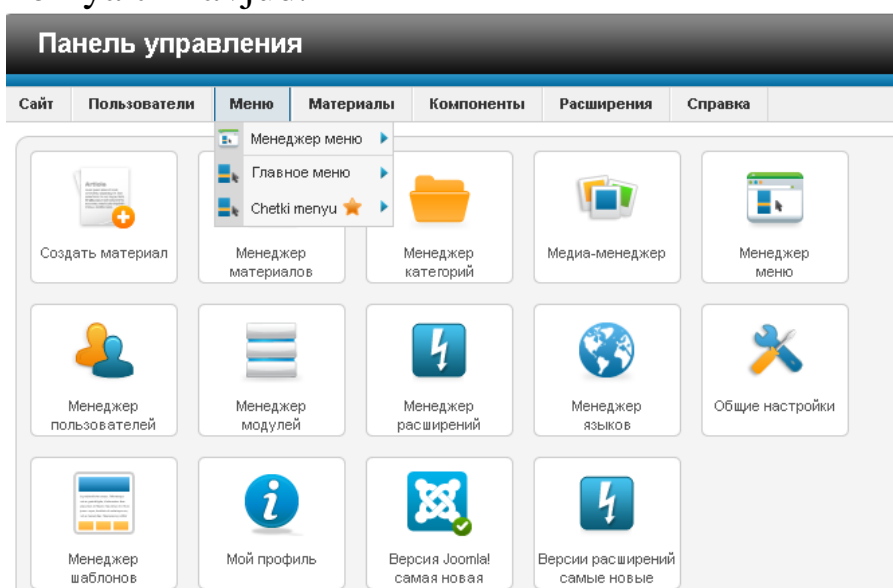 Панель управления
Сайт Пользователи Меню Материалы Компоненты Расширения Справка
Менеджер меню
Главное меню
Chetki menyu
Создать материал
Менеджер
материалов
Менеджер
категорий
Медиа-менеджер
Менеджер
меню
Менеджер
пользователей
Менеджер
модулей
Менеджер
расширений
Менеджер
языков
Общие настройки
Менеджер
шаблонов
Мой профиль
Версия Joomla!
самая новая
Версии расширений
самые новые